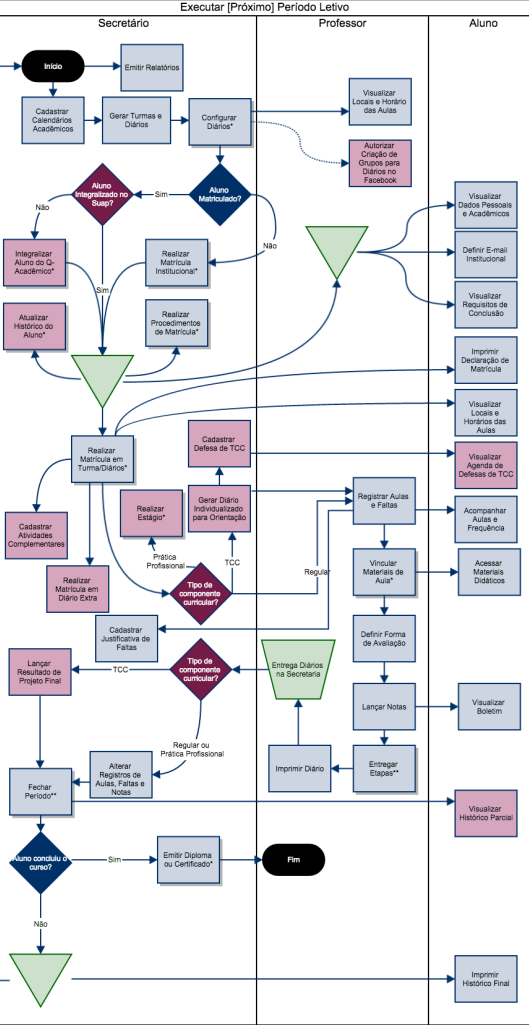 Executar [Próximo] Período Letivo
Secretário
Professor
Aluno
Início
Emitir Relatórios
Cadastrar
Calendários
Acadêmicos
Gerar Turmas e
Diários
Configurar
Diários*
Visualizar
Locais e Horário
das Aulas
Autorizar
Criação de
Grupos para
Diários no
Facebook
Aluno
Integralizado no
Suap?
Sim
Aluno
Matriculado?
Não
Não
Sim
Integralizar
Aluno do Q-
Acadêmico*
Realizar
Matrícula
Institucional*
Atualizar
Histórico do
Aluno*
Realizar
Procedimentos
de Matrícula*
Visualizar
Dados Pessoais
e Acadêmicos
Definir E-mail
Institucional
Visualizar
Requisitos de
Conclusão
Imprimir
Declaração de
Matrícula
Visualizar
Locais e
Horários das
Aulas
Realizar
Matrícula em
Turma/Diários*
Cadastrar
Defesa de TCC
Visualizar
Agenda de
Defesas de TCC
Cadastrar
Atividades
Complementares
Realizar
Estágio*
Gerar Diário
Individualizado
para Orientação
Registrar Aulas
e Faltas
Acompanhar
Aulas e
Frequência
Realizar
Matrícula em
Diário Extra
Prática
Profissional
TCC
Regular
Tipo de
componente
curricular?
Vincular
Materiais de
Aula*
Acessar
Materiais
Didáticos
Cadastrar
Justificativa de
Faltas
Definir Forma
de Avaliação
Lançar
Resultado de
Projeto Final
TCC
Tipo de
componente
curricular?
Entrega Diários
na Secretaria
Lançar Notas
Visualizar
Boletim
Regular ou
Prática Profissional
Alterar
Registros de
Aulas, Faltas e
Notas
Imprimir Diário
Entregar
Etapas**
Fechar
Período**
Visualizar
Histórico Parcial
Aluno concluiu o
curso?
Sim
Emitir Diploma
ou Certificado*
Fim
Não
Imprimir
Histórico Final